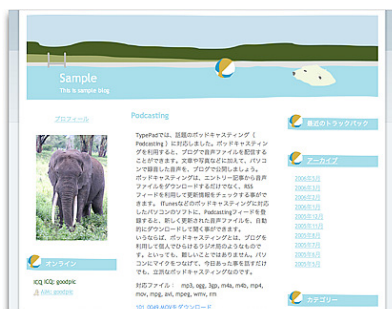 Sample
This is sample blog
プロフィール
オンライン
ICQ ICQ: goodpic
AIM: goodpic
Podcasting
TypePadでは、話題のポッドキャスティング（
Podcasting ）に対応しました。ポッドキャスティン
グを利用すると、ブログで音声ファイルを配信する
ことができます。文章や写真などに加えて、パソコ
ンで録音した音声を、ブログで公開しましょう。
ポッドキャスティングは、エントリー記事から音声
ファイルをダウンロードするだけでなく、RSS
フィードを利用して更新情報をチェックする事がで
きます。 iTunesなどのポッドキャスティングに対応
したパソコンのソフトに、Podcastingフィードを登
録すると、新しく更新された音声ファイルを、自動
的にダウンロードして聞く事ができます。
いうならば、ポッドキャスティングとは、ブログを
利用して個人でひらけるラジオ局のようなもので
す。といっても、難しいことではありません。パソ
コンにマイクをつなげて、今日あった事を話すだけ
でも、立派なポッドキャスティングなのです。
対応ファイル： mp3, ogg, 3gp, m4a, m4b, mp4,
mov, mpg, avi, mpeg, wmv, rm
MOVをダウンロード
最近のトラックバック
アーカイブ
2006年3月
2006年2月
2006年1月
2005年12月
2005年11月
2005年9月
2005年7月
2005年6月
2005年5月
カテゴリー